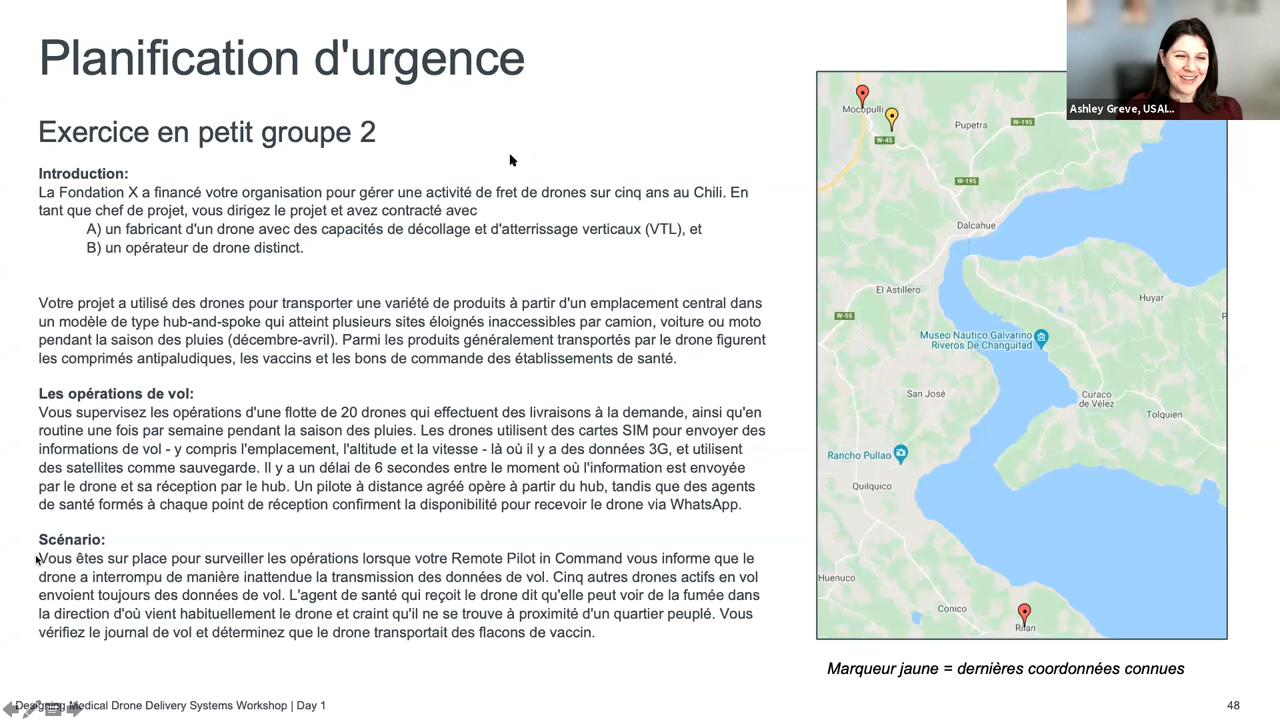 Planification d'urgence
Exercice en petit groupe 2
Introduction:
La Fondation X a financé votre organisation pour gérer une activité de fret de drones sur cinq ans au Chili. En
tant que chef de projet, vous dirigez le projet et avez contracté avec
A) un fabricant d'un drone avec des capacités de décollage et d'atterrissage verticaux (VTL), et
B) un opérateur de drone distinct.
Votre projet a utilisé des drones pour transporter une variété de produits à partir d'un emplacement central dans
un modèle de type hub-and-spoke qui atteint plusieurs sites éloignés inaccessibles par camion, voiture ou moto
pendant la saison des pluies (décembre-avril). Parmi les produits généralement transportés par le drone figurent
les comprimés antipaludiques, les vaccins et les bons de commande des établissements de santé.
Les opérations de vol:
Vous supervisez les opérations d'une flotte de 20 drones qui effectuent des livraisons à la demande, ainsi qu'en
routine une fois par semaine pendant la saison des pluies. Les drones utilisent des cartes SIM pour envoyer des
informations de vol - y compris l'emplacement, l'altitude et la vitesse - là où il y a des données 3G, et utilisent
des satellites comme sauvegarde. Il y a un délai de 6 secondes entre le moment où l'information est envoyée
par le drone et sa réception par le hub. Un pilote à distance agréé opère à partir du hub, tandis que des agents
de santé formés à chaque point de réception confirment la disponibilité pour recevoir le drone via WhatsApp.
Scénario:
Vous êtes sur place pour surveiller les opérations lorsque votre Remote Pilot in Command vous informe que le
drone a interrompu de manière inattendue la transmission des données de vol. Cinq autres drones actifs en vol
envoient toujours des données de vol. L'agent de santé qui reçoit le drone dit qu'elle peut voir de la fumée dans
la direction d'où vient habituellement le drone et craint qu'il ne se trouve à proximité d'un quartier peuplé. Vous
vérifiez le journal de vol et déterminez que le drone transportait des flacons de vaccin.
Ashley Greve, USAI...
Mocopulli
W-45
Pupetra
W-195
W-195
Dalcahue
El Astillero
Huyar
W-55
Museo Nautico Galvarino
Riveros De Changuitad
San José
Curaco
de Vélez
Tolquien
Rancho Pullao
Quilquico
Huenuco
Conico
Rilan
Marqueur jaune = dernières coordonnées connues
Designing Medical Drone Delivery Systems Workshop | Day 1
48